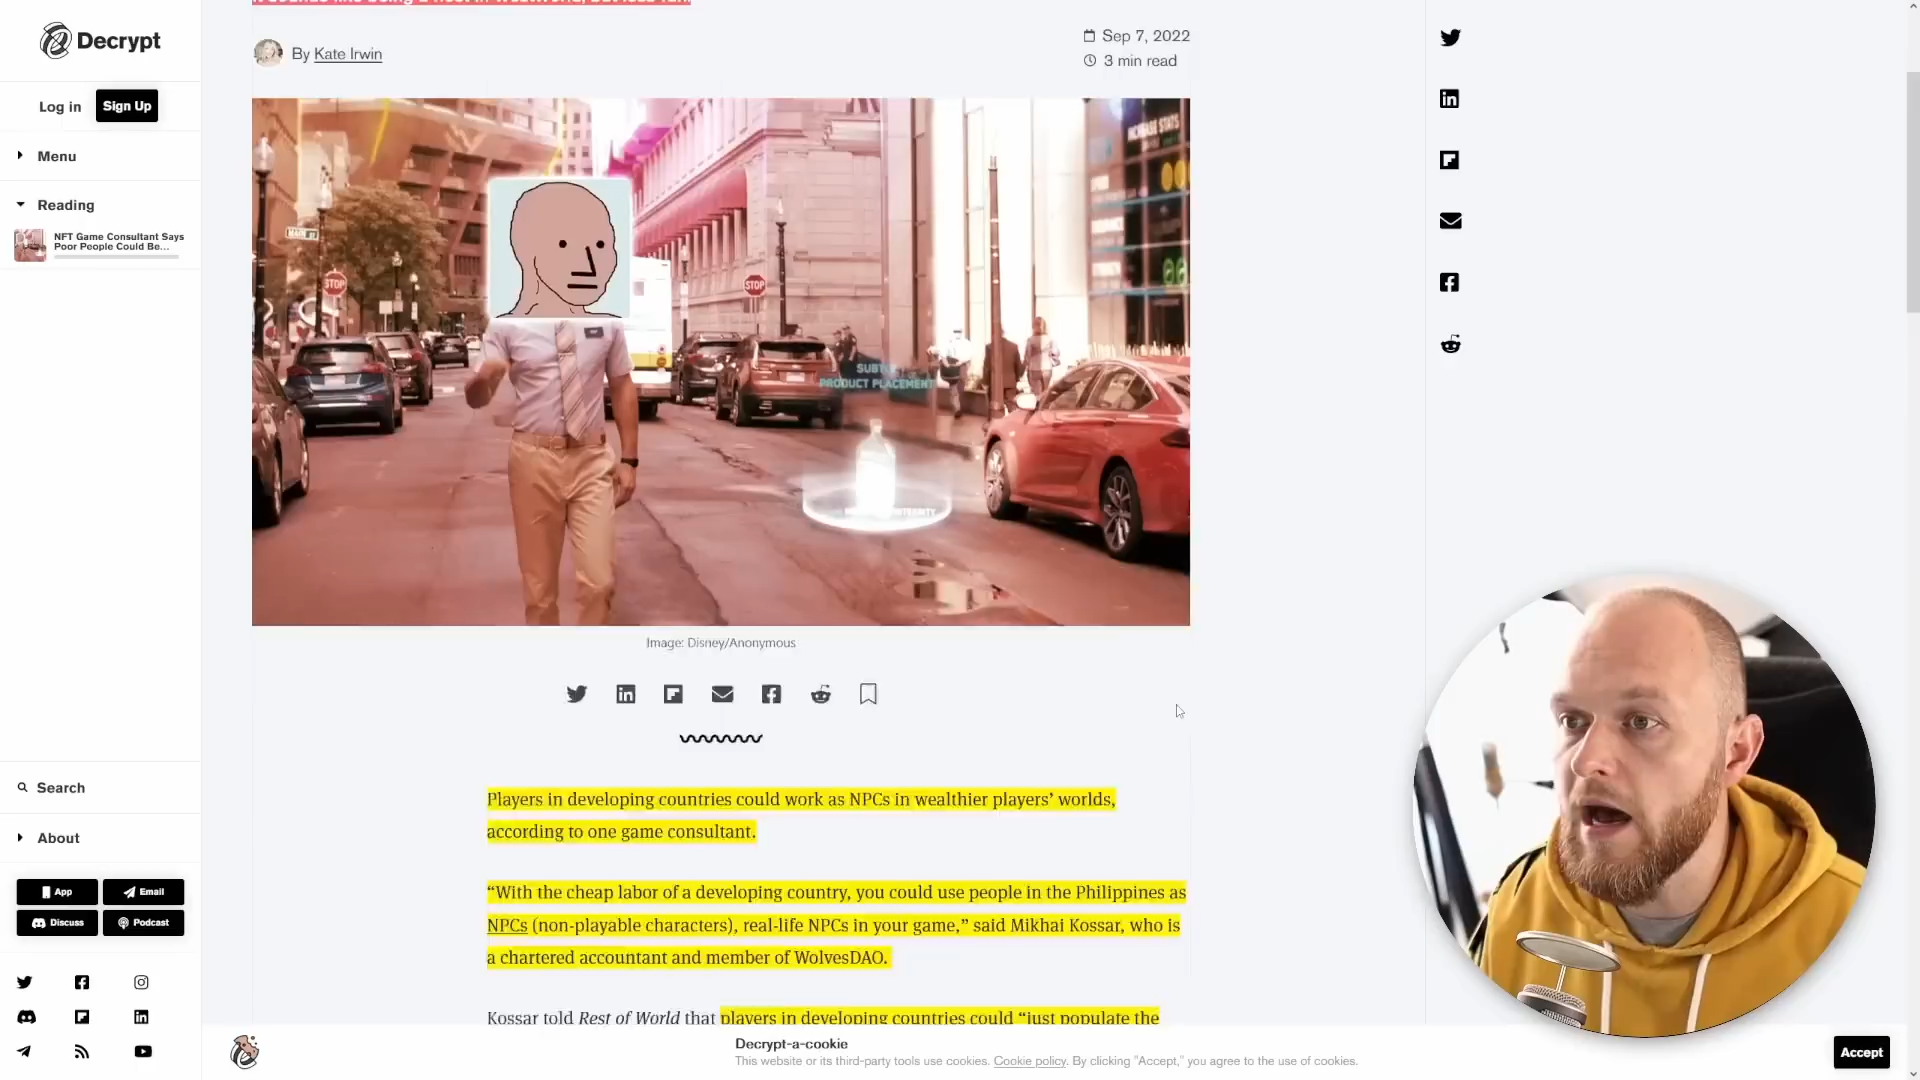 Decrypt
Log in
Sign Up
Menu
Reading
NFT Game Consultant Says
Poor People Could Be...
Search
About
App
Email
Discuss
Podcast
By Kate Irwin
Sep 7, 2022
3 min read
MAIN ST
STOP
STOP
INCREASE STATS
PRODUCT PLACEMENT
Image: Disney/Anonymous
Players in developing countries could work as NPCs in wealthier players’ worlds,
according to one game consultant.
“With the cheap labor of a developing country, you could use people in the Philippines as
NPCs (non-playable characters), real-life NPCs in your game,” said Mikhai Kossar, who is
a chartered accountant and member of WolvesDAO.
Kossar told Rest of World that players in developing countries could “just populate the
Decrypt-a-cookie
This website or its third-party tools use cookies. Cookie policy. By clicking "Accept," you agree to the use of cookies.
Accept